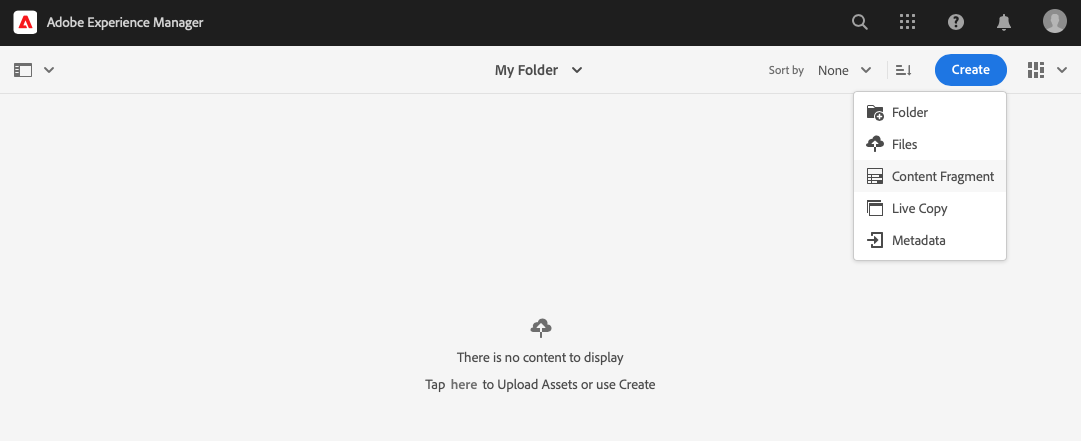 Adobe Experience Manager
My Folder
Sort by None
Create
Folder
Files
Content Fragment
Live Copy
Metadata
There is no content to display
Tap here to Upload Assets or use Create